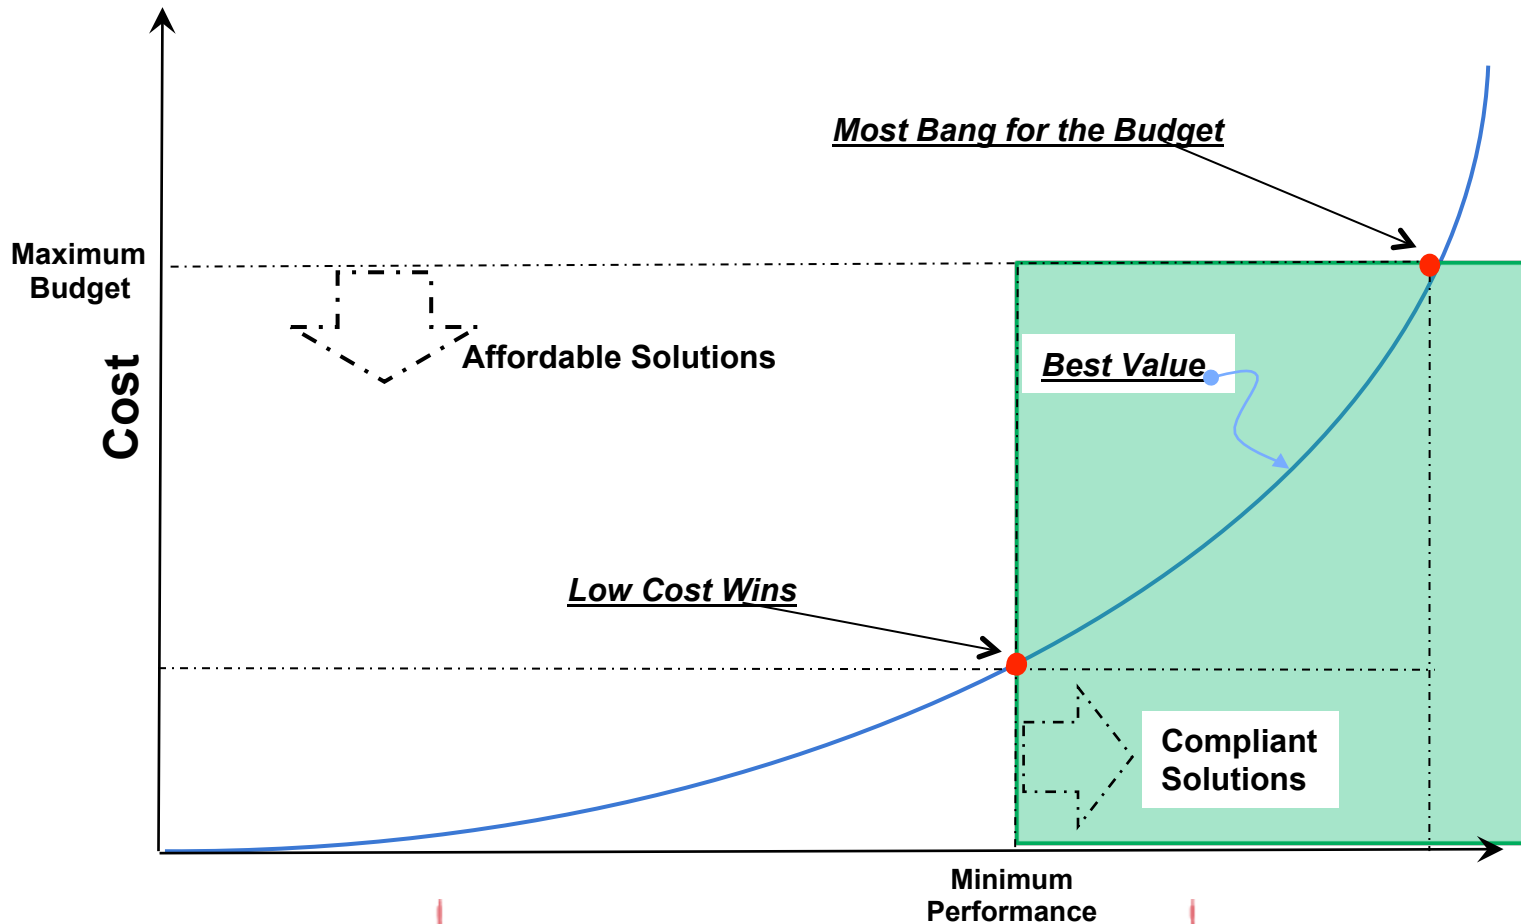 Most Bang for the Budget
Maximum
Budget
Affordable Solutions
Best Value
Cost
Low Cost Wins
Compliant
Solutions
Minimum
Performance